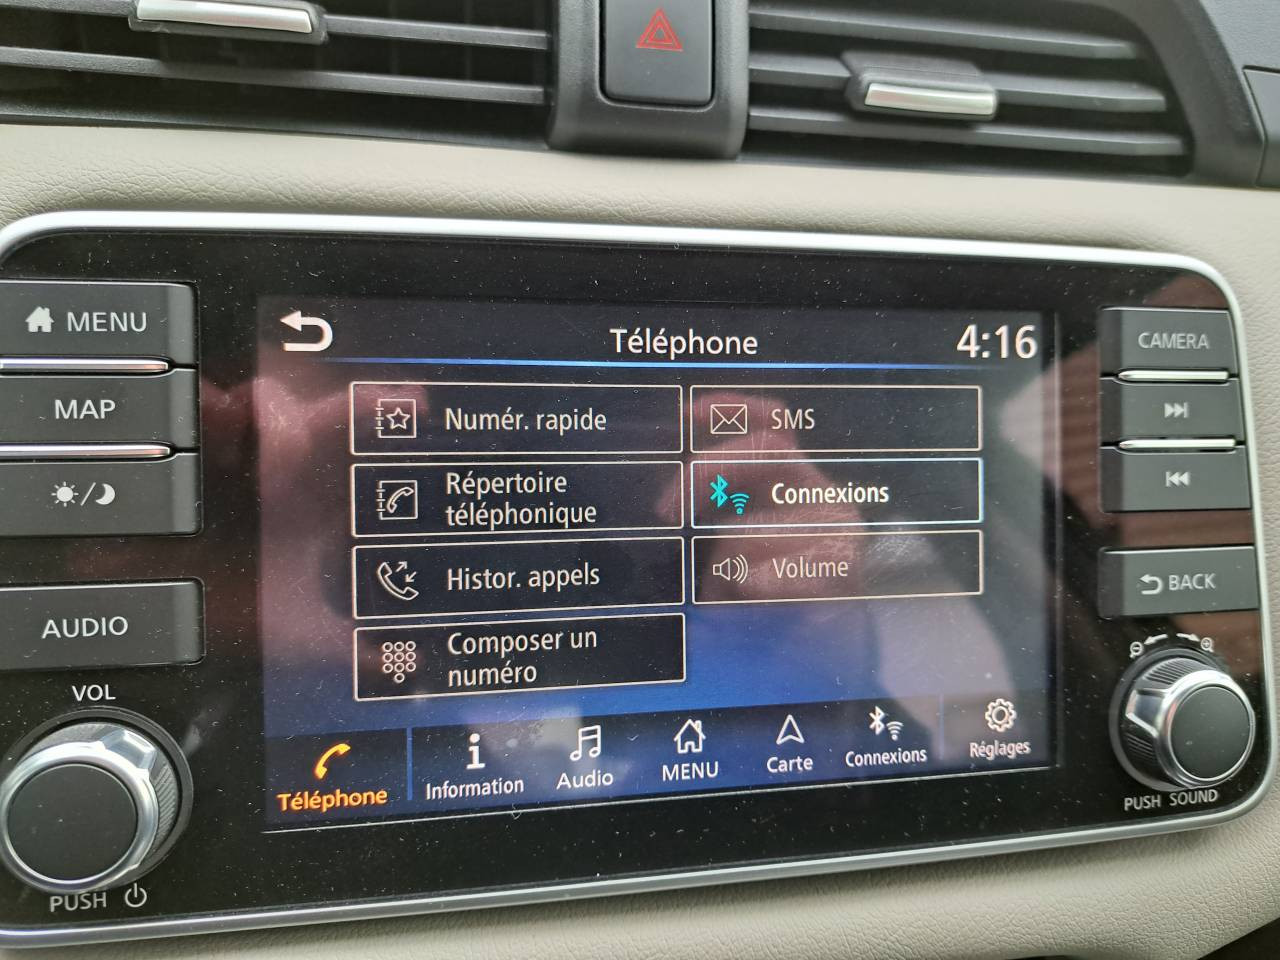 MENU
MAP
AUDIO
VOL
PUSH
Téléphone
4:16
Numér. rapide
SMS
Répertoire
téléphonique
Connexions
Histor. appels
Volume
Composer un
numéro
Téléphone
Information
Audio
MENU
Carte
Connexions
Réglages
CAMERA
BACK
PUSH SOUND